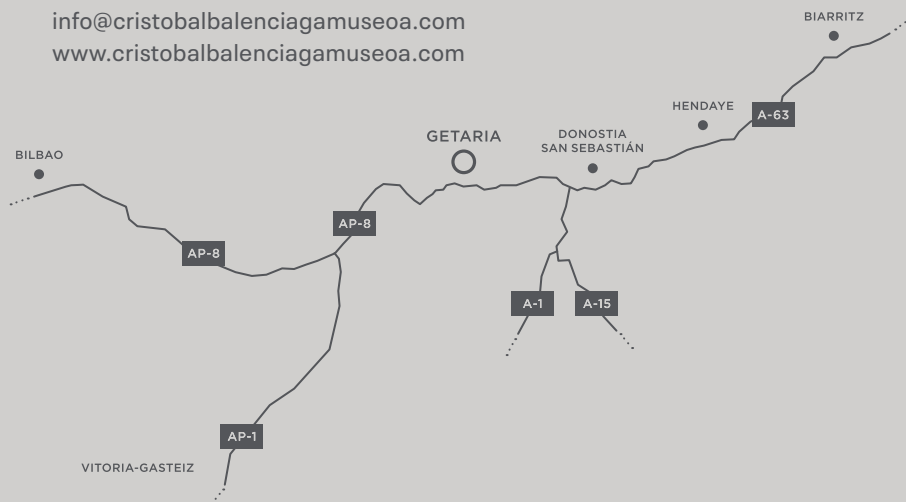 info@cristobalbalenciagamuseoa.com
www.cristobalbalenciagamuseoa.com
BIARRITZ
HENDAYE
A-63
GETARIA
DONOSTIA
SAN SEBASTIÁN
BILBAO
AP-8
AP-8
A-1
A-15
AP-1
VITORIA-GASTEIZ